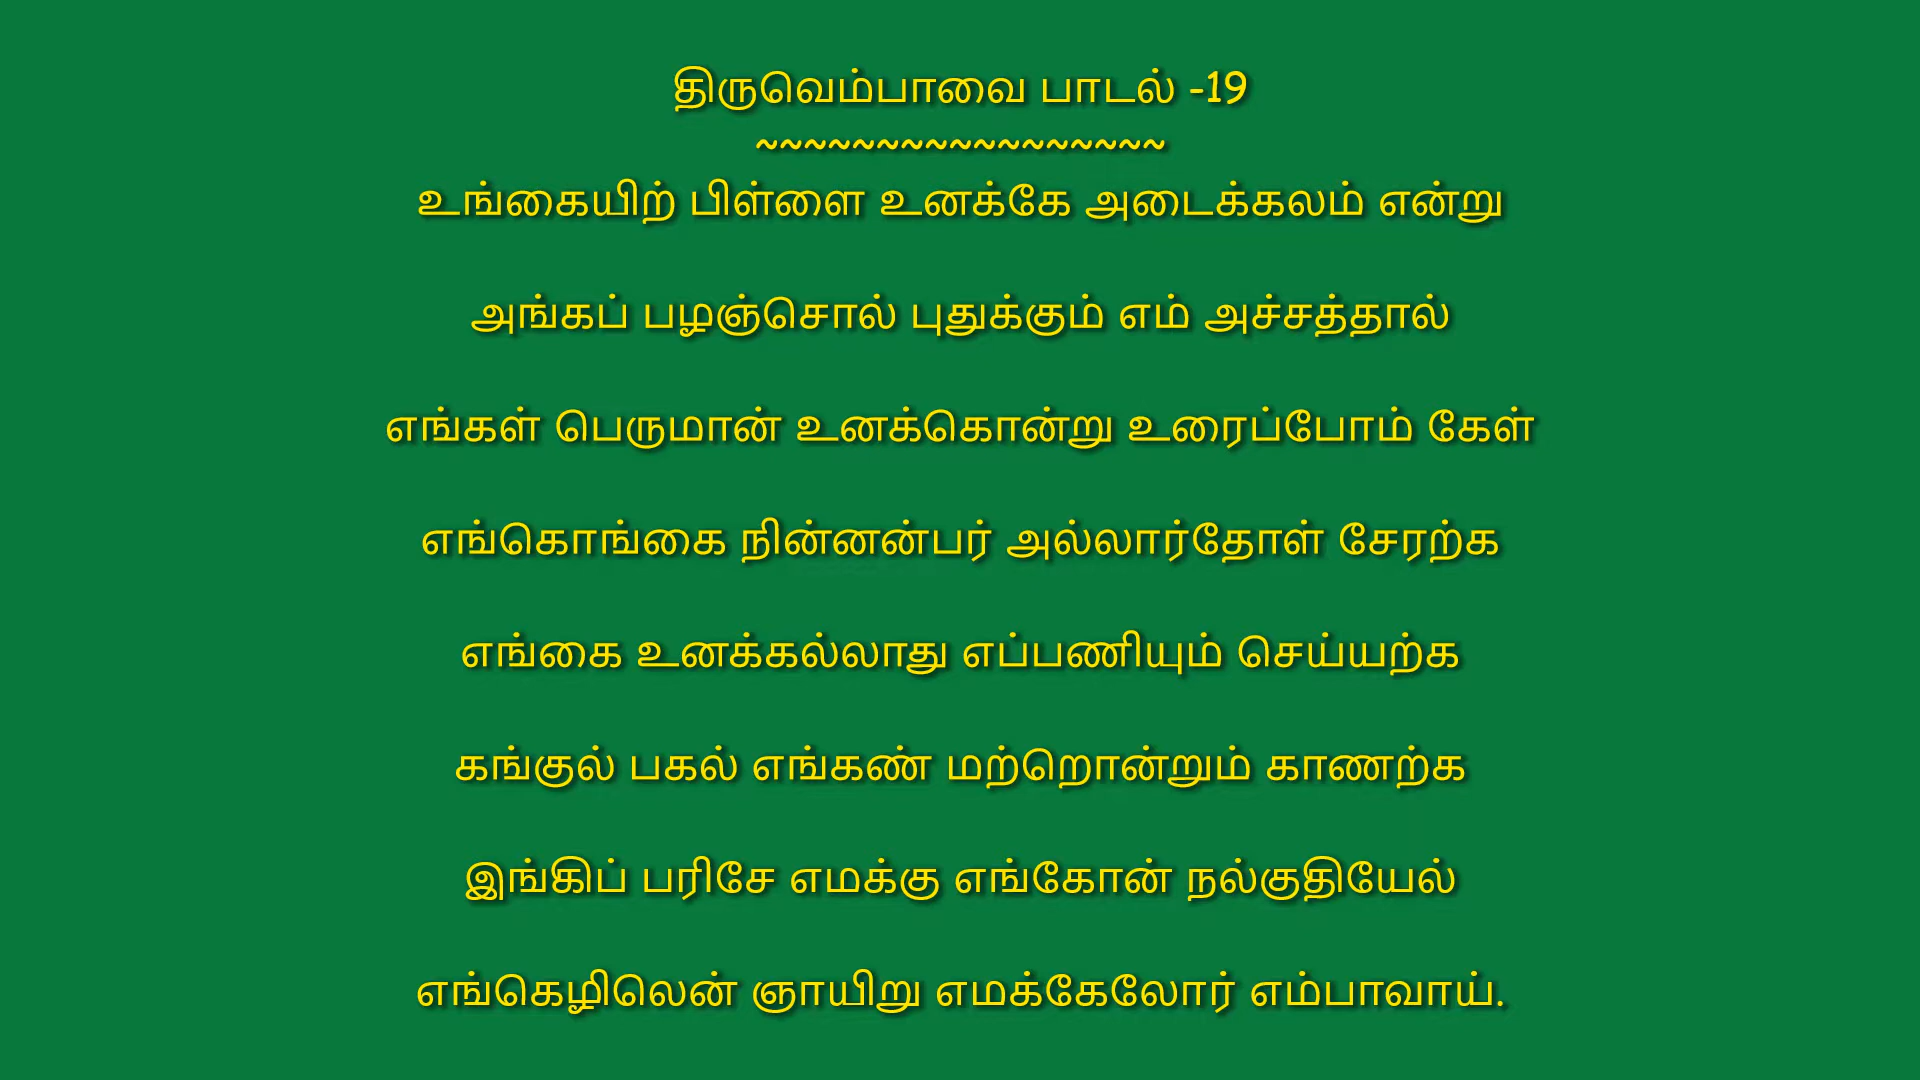 திருவெம்பாவை பாடல் -19
~~~~~~~~~~~~~~~~~
உங்கையிற் பிள்ளை உனக்கே அடைக்கலம் என்று
அங்கப் பழஞ்சொல் புதுக்கும் எம் அச்சத்தால்
எங்கள் பெருமான் உனக்கொன்று உரைப்போம் கேள்
எங்கொங்கை நின்னன்பர் அல்லார்தோள் சேரற்க
எங்கை உனக்கல்லாது எப்பணியும் செய்யற்க
கங்குல் பகல் எங்கண் மற்றொன்றும் காணற்க
இங்கிப் பரிசே எமக்கு எங்கோன் நல்குதியேல்
எங்கெழிலென் ஞாயிறு எமக்கேலோர் எம்பாவாய்.